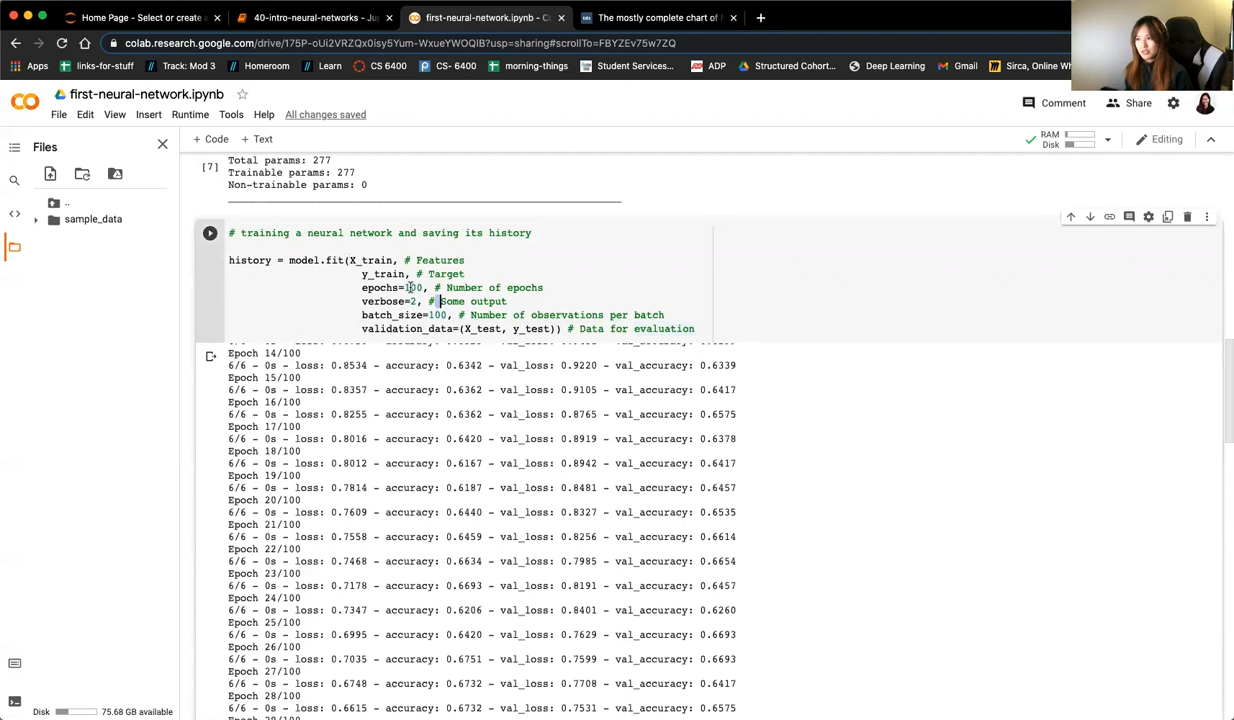 Home Page - Select or create a
40-intro-neural-networks - Ju
first-neural-network.ipynb - Co
The mostly complete chart of N
colab.research.google.com/drive/175P-oUi2VRZQx0isy5Yum-WxueYWOQIB?usp=sharing#scrollTo=FBYZEv75w7ZQ
Apps links-for-stuff Track: Mod 3 Homeroom Learn CS 6400 CS- 6400 morning-things Student Services... ADP Structured Cohort... Deep Learning Gmail Sirca, Online W
first-neural-network.ipynb
Comment Share
File Edit View Insert Runtime Tools Help All changes saved
Files
+ Code + Text
RAM
Disk
Editing
..
sample_data
[7]
Total params: 277
Trainable params: 277
Non-trainable params: 0
# training a neural network and saving its history
history = model.fit(X_train, # Features
y_train, # Target
epochs=100, # Number of epochs
verbose=2, # Some output
batch_size=100, # Number of observations per batch
validation_data=(X_test, y_test)) # Data for evaluation
Epoch 14/100
6/6 - 0s - loss: 0.8534 - accuracy: 0.6342 - val_loss: 0.9220 - val_accuracy: 0.6339
Epoch 15/100
6/6 - 0s - loss: 0.8357 - accuracy: 0.6362 - val_loss: 0.9105 - val_accuracy: 0.6417
Epoch 16/100
6/6 - 0s - loss: 0.8255 - accuracy: 0.6362 - val_loss: 0.8765 - val_accuracy: 0.6575
Epoch 17/100
6/6 - 0s - loss: 0.8016 - accuracy: 0.6420 - val_loss: 0.8919 - val_accuracy: 0.6378
Epoch 18/100
6/6 - 0s - loss: 0.8012 - accuracy: 0.6167 - val_loss: 0.8942 - val_accuracy: 0.6417
Epoch 19/100
6/6 - 0s - loss: 0.7814 - accuracy: 0.6187 - val_loss: 0.8481 - val_accuracy: 0.6457
Epoch 20/100
6/6 - 0s - loss: 0.7609 - accuracy: 0.6440 - val_loss: 0.8327 - val_accuracy: 0.6535
Epoch 21/100
6/6 - 0s - loss: 0.7558 - accuracy: 0.6459 - val_loss: 0.8256 - val_accuracy: 0.6614
Epoch 22/100
6/6 - 0s - loss: 0.7468 - accuracy: 0.6634 - val_loss: 0.7985 - val_accuracy: 0.6654
Epoch 23/100
6/6 - 0s - loss: 0.7178 - accuracy: 0.6693 - val_loss: 0.8191 - val_accuracy: 0.6457
Epoch 24/100
6/6 - 0s - loss: 0.7347 - accuracy: 0.6206 - val_loss: 0.8401 - val_accuracy: 0.6260
Epoch 25/100
6/6 - 0s - loss: 0.6995 - accuracy: 0.6420 - val_loss: 0.7629 - val_accuracy: 0.6693
Epoch 26/100
6/6 - 0s - loss: 0.7035 - accuracy: 0.6751 - val_loss: 0.7599 - val_accuracy: 0.6693
Epoch 27/100
6/6 - 0s - loss: 0.6748 - accuracy: 0.6732 - val_loss: 0.7708 - val_accuracy: 0.6417
Epoch 28/100
6/6 - 0s - loss: 0.6615 - accuracy: 0.6732 - val_loss: 0.7531 - val_accuracy: 0.6575
Disk 75.68 GB available